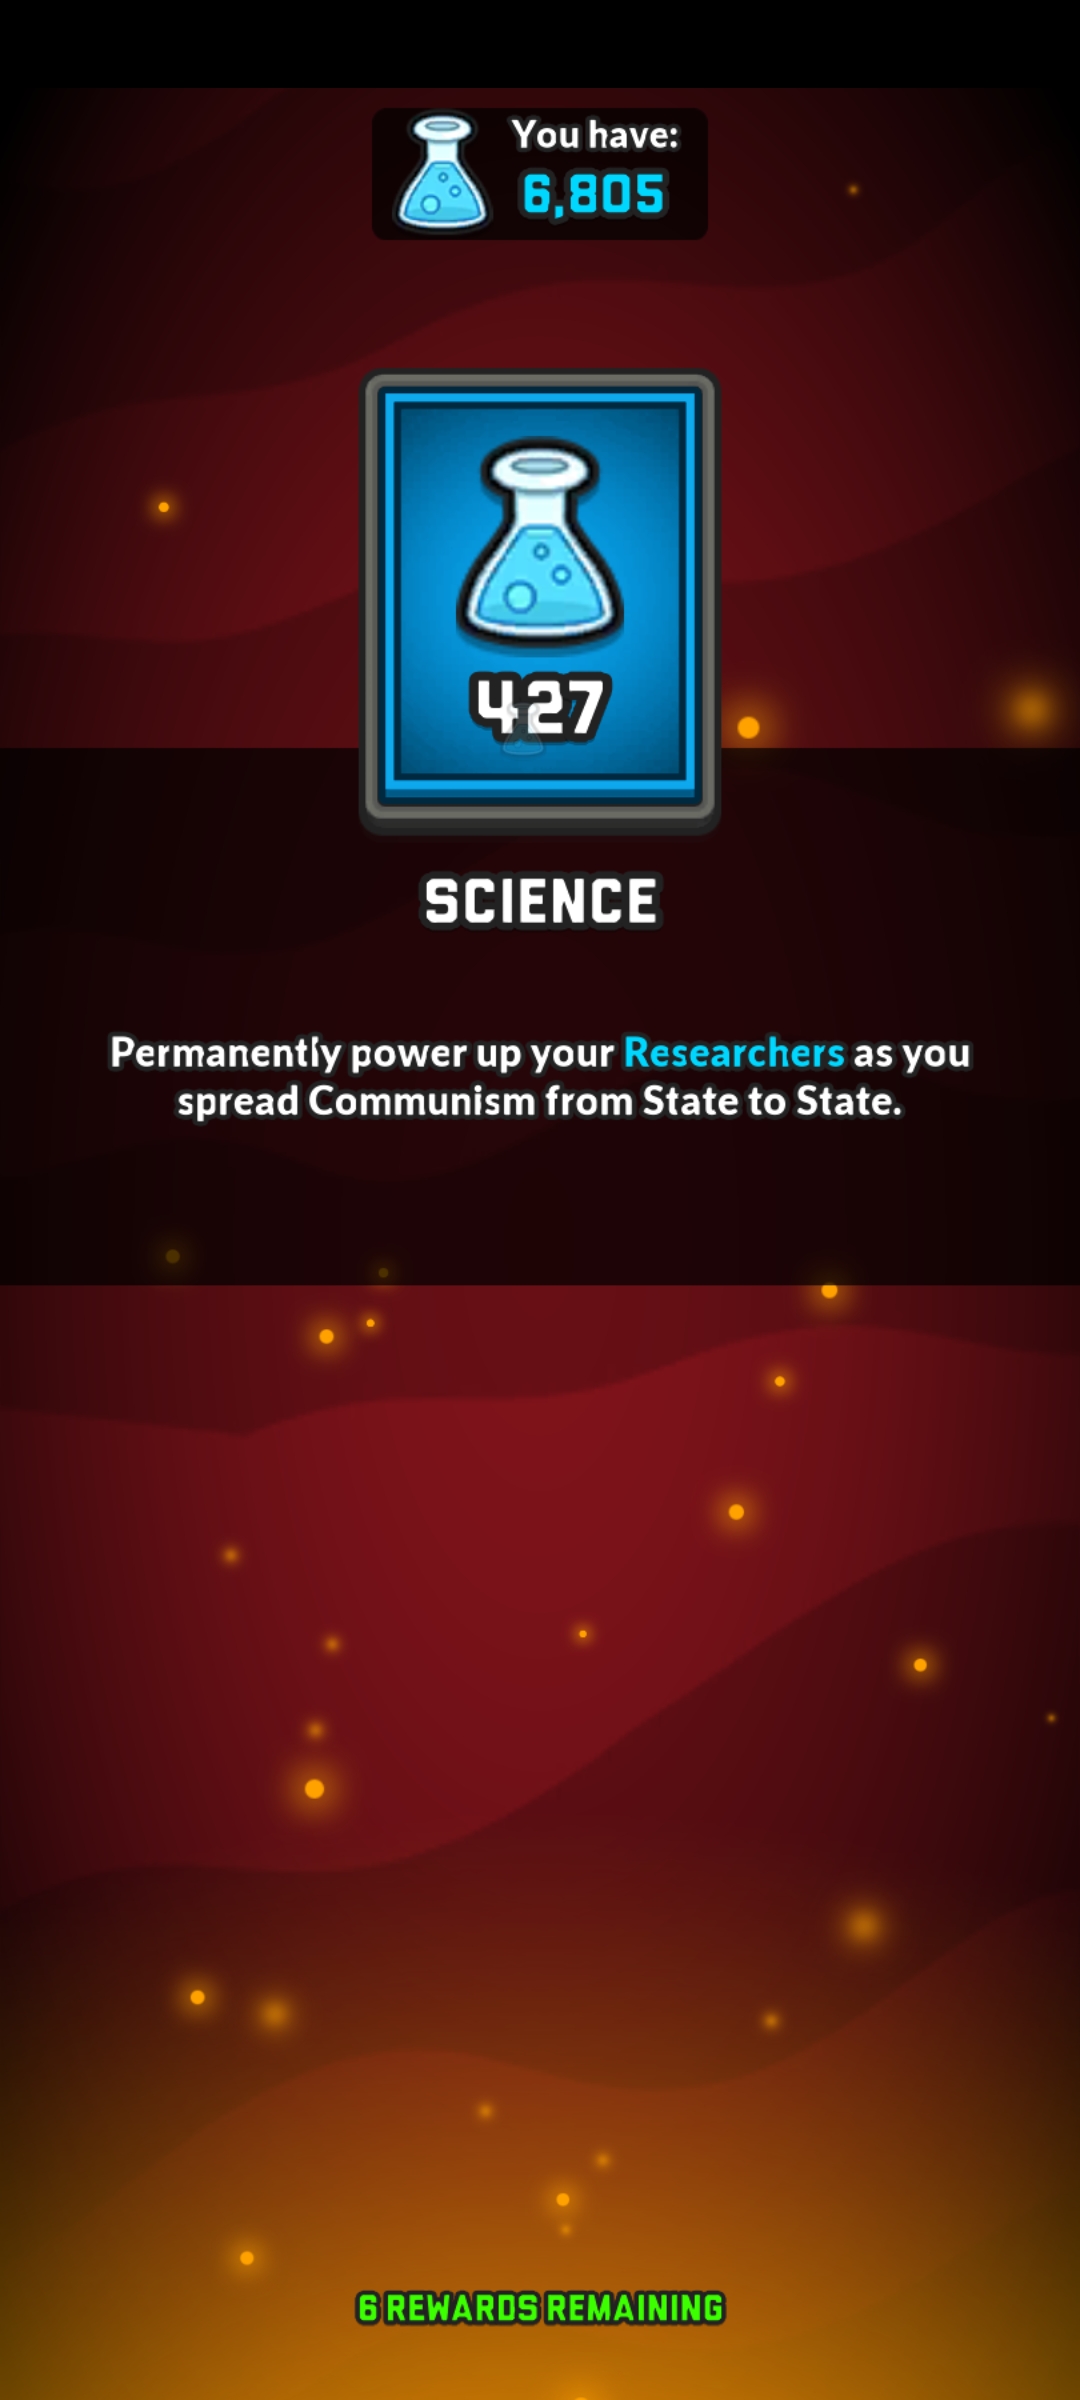 You have:
6,805
427
SCIENCE
Permanently power up your Researchers as you
spread Communism from State to State.
6 REWARDS REMAINING